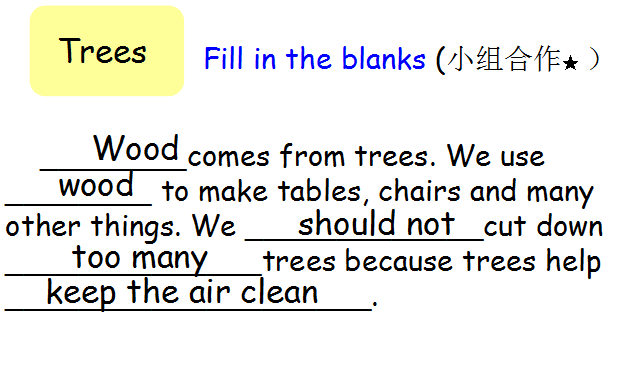 Trees
Fill in the blanks (小组合作★ ）
Wood comes from trees. We use
wood to make tables, chairs and many
other things. We should not cut down
too many trees because trees help
keep the air clean.